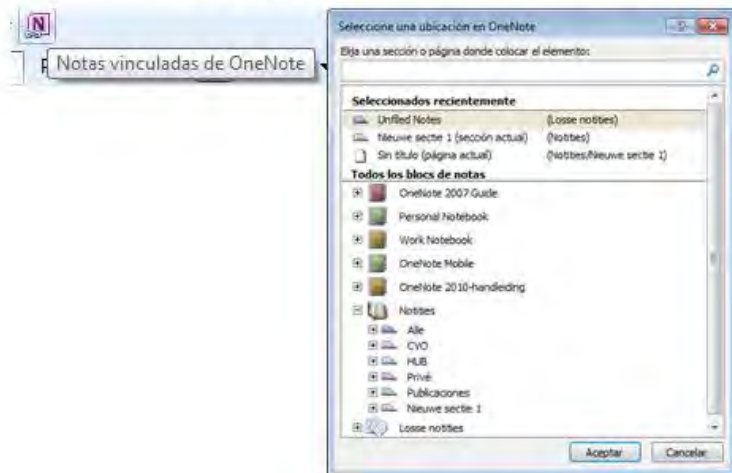 Notas vinculadas de OneNote
Seleccione una ubicación en OneNote
Elija una sección o página donde colocar el elemento:
Seleccionados recientemente
Unfiled Notes (Losse notities)
Nieuwe sectie 1 (sección actual) (Notities)
Sin título (página actual) (Notities/Nieuwe sectie 1)
Todos los blocs de notas
OneNote 2007 Guide
Personal Notebook
Work Notebook
OneNote Mobile
OneNote 2010-handleiding
Notities
Alle
CVO
HUB
Privé
Publicaciones
Nieuwe sectie 1
Losse notities
Aceptar Cancelar